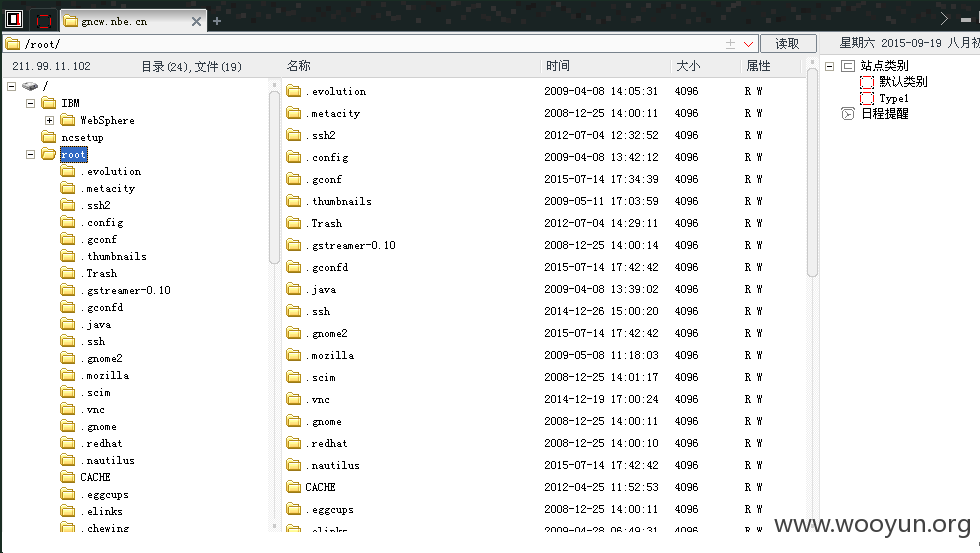 gncw.nbe.cn
/root/ 读取 星期六 2015-09-19 八月初
211.99.11.102 目录(24),文件(19) 名称 时间 大小 属性
/
IBM
WebSphere
ncsetup
root
.evolution
.metacity
.ssh2
.config
.gconf
.thumbnails
.Trash
.gstreamer-0.10
.gconfd
.java
.ssh
.gnome2
.mozilla
.scim
.vnc
.gnome
.redhat
.nautilus
CACHE
.eggcups
.elinks
.chewing
.evolution 2009-04-08 14:05:31 4096 R W
.metacity 2008-12-25 14:00:11 4096 R W
.ssh2 2012-07-04 12:32:52 4096 R W
.config 2009-04-08 13:42:12 4096 R W
.gconf 2015-07-14 17:34:39 4096 R W
.thumbnails 2009-05-11 17:03:59 4096 R W
.Trash 2012-07-04 14:29:11 4096 R W
.gstreamer-0.10 2008-12-25 14:00:14 4096 R W
.gconfd 2015-07-14 17:42:42 4096 R W
.java 2009-04-08 13:39:02 4096 R W
.ssh 2014-12-26 15:00:20 4096 R W
.gnome2 2015-07-14 17:42:42 4096 R W
.mozilla 2009-05-08 11:18:03 4096 R W
.scim 2008-12-25 14:01:17 4096 R W
.vnc 2014-12-19 17:00:24 4096 R W
.gnome 2008-12-25 14:00:11 4096 R W
.redhat 2008-12-25 14:00:10 4096 R W
.nautilus 2015-07-14 17:42:42 4096 R W
CACHE 2012-04-25 11:52:53 4096 R W
.eggcups 2008-12-25 14:00:11 4096 R W
.elinks 2009-04-28 06:49:31 4096 R W
站点类别
默认类别
Type1
日程提醒
www.wooyun.org